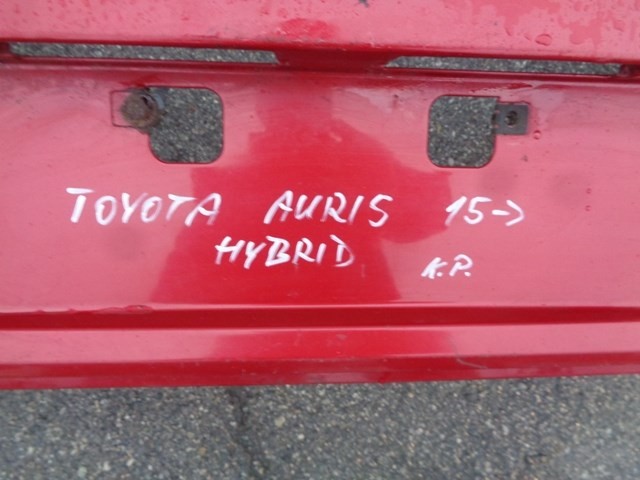 TOYOTA AURIS 15->
HYBRID K.P.